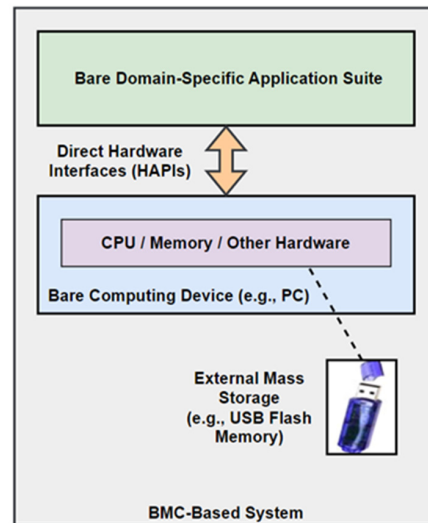 Bare Domain-Specific Application Suite
Direct Hardware
Interfaces (HAPIs)
CPU / Memory / Other Hardware
Bare Computing Device (e.g., PC)
External Mass
Storage
(e.g., USB Flash
Memory)
BMC-Based System